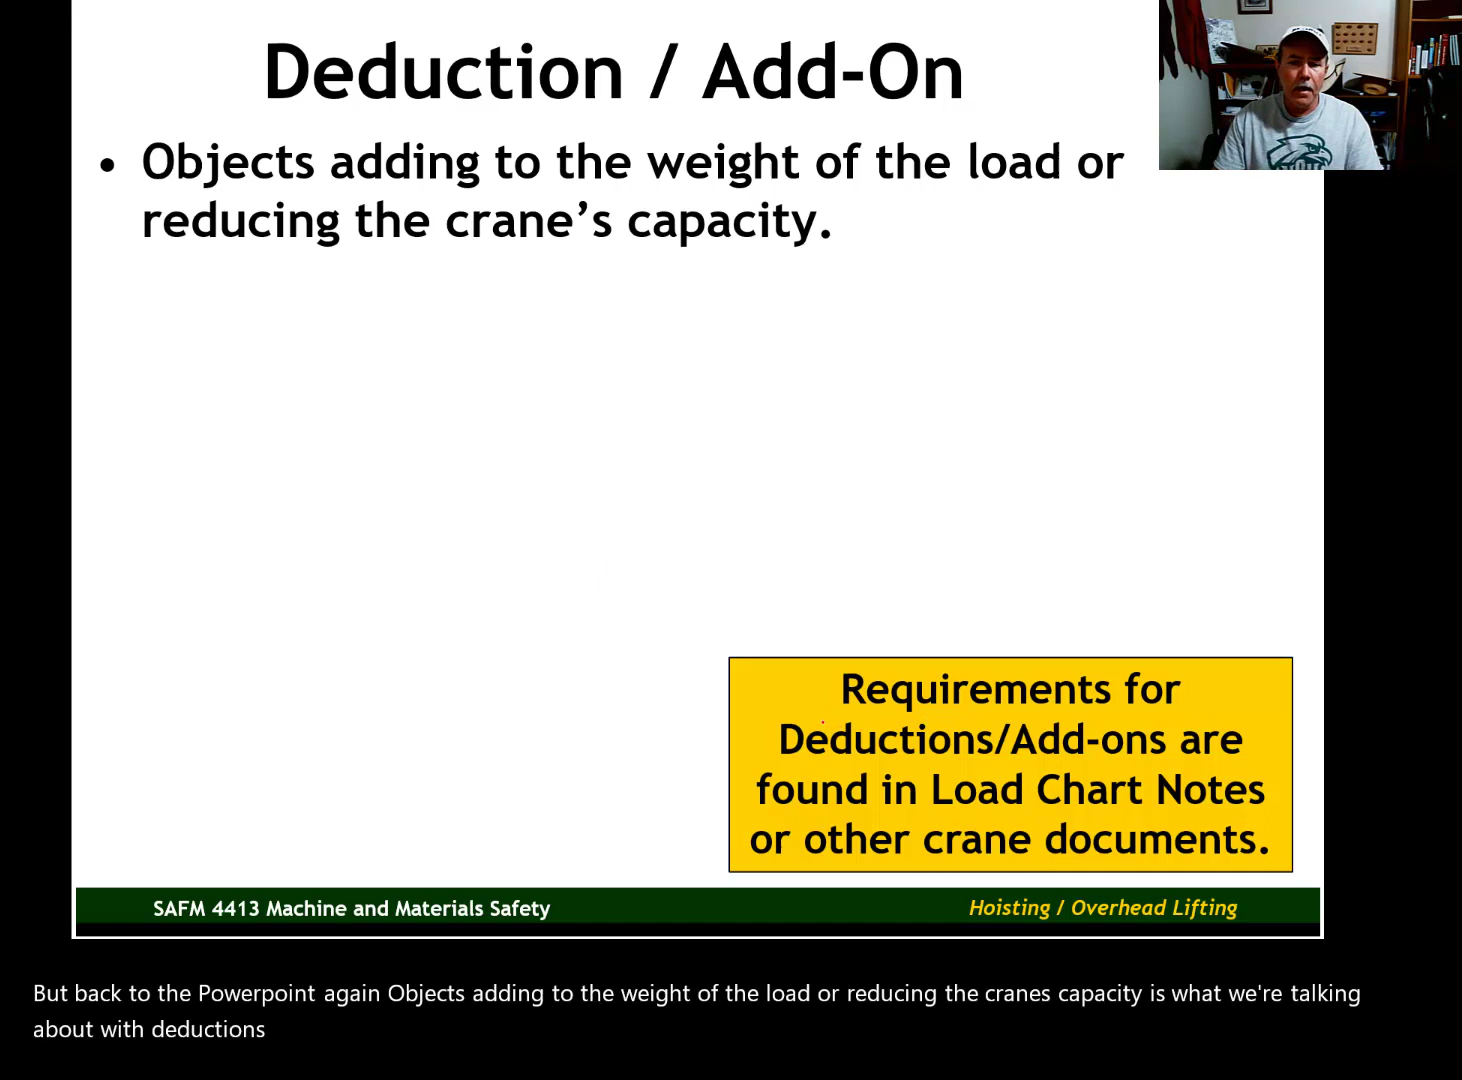 Deduction / Add-On
• Objects adding to the weight of the load or
reducing the crane’s capacity.
Requirements for
Deductions/Add-ons are
found in Load Chart Notes
or other crane documents.
SAFM 4413 Machine and Materials Safety
Hoisting / Overhead Lifting
But back to the Powerpoint again Objects adding to the weight of the load or reducing the cranes capacity is what we're talking
about with deductions